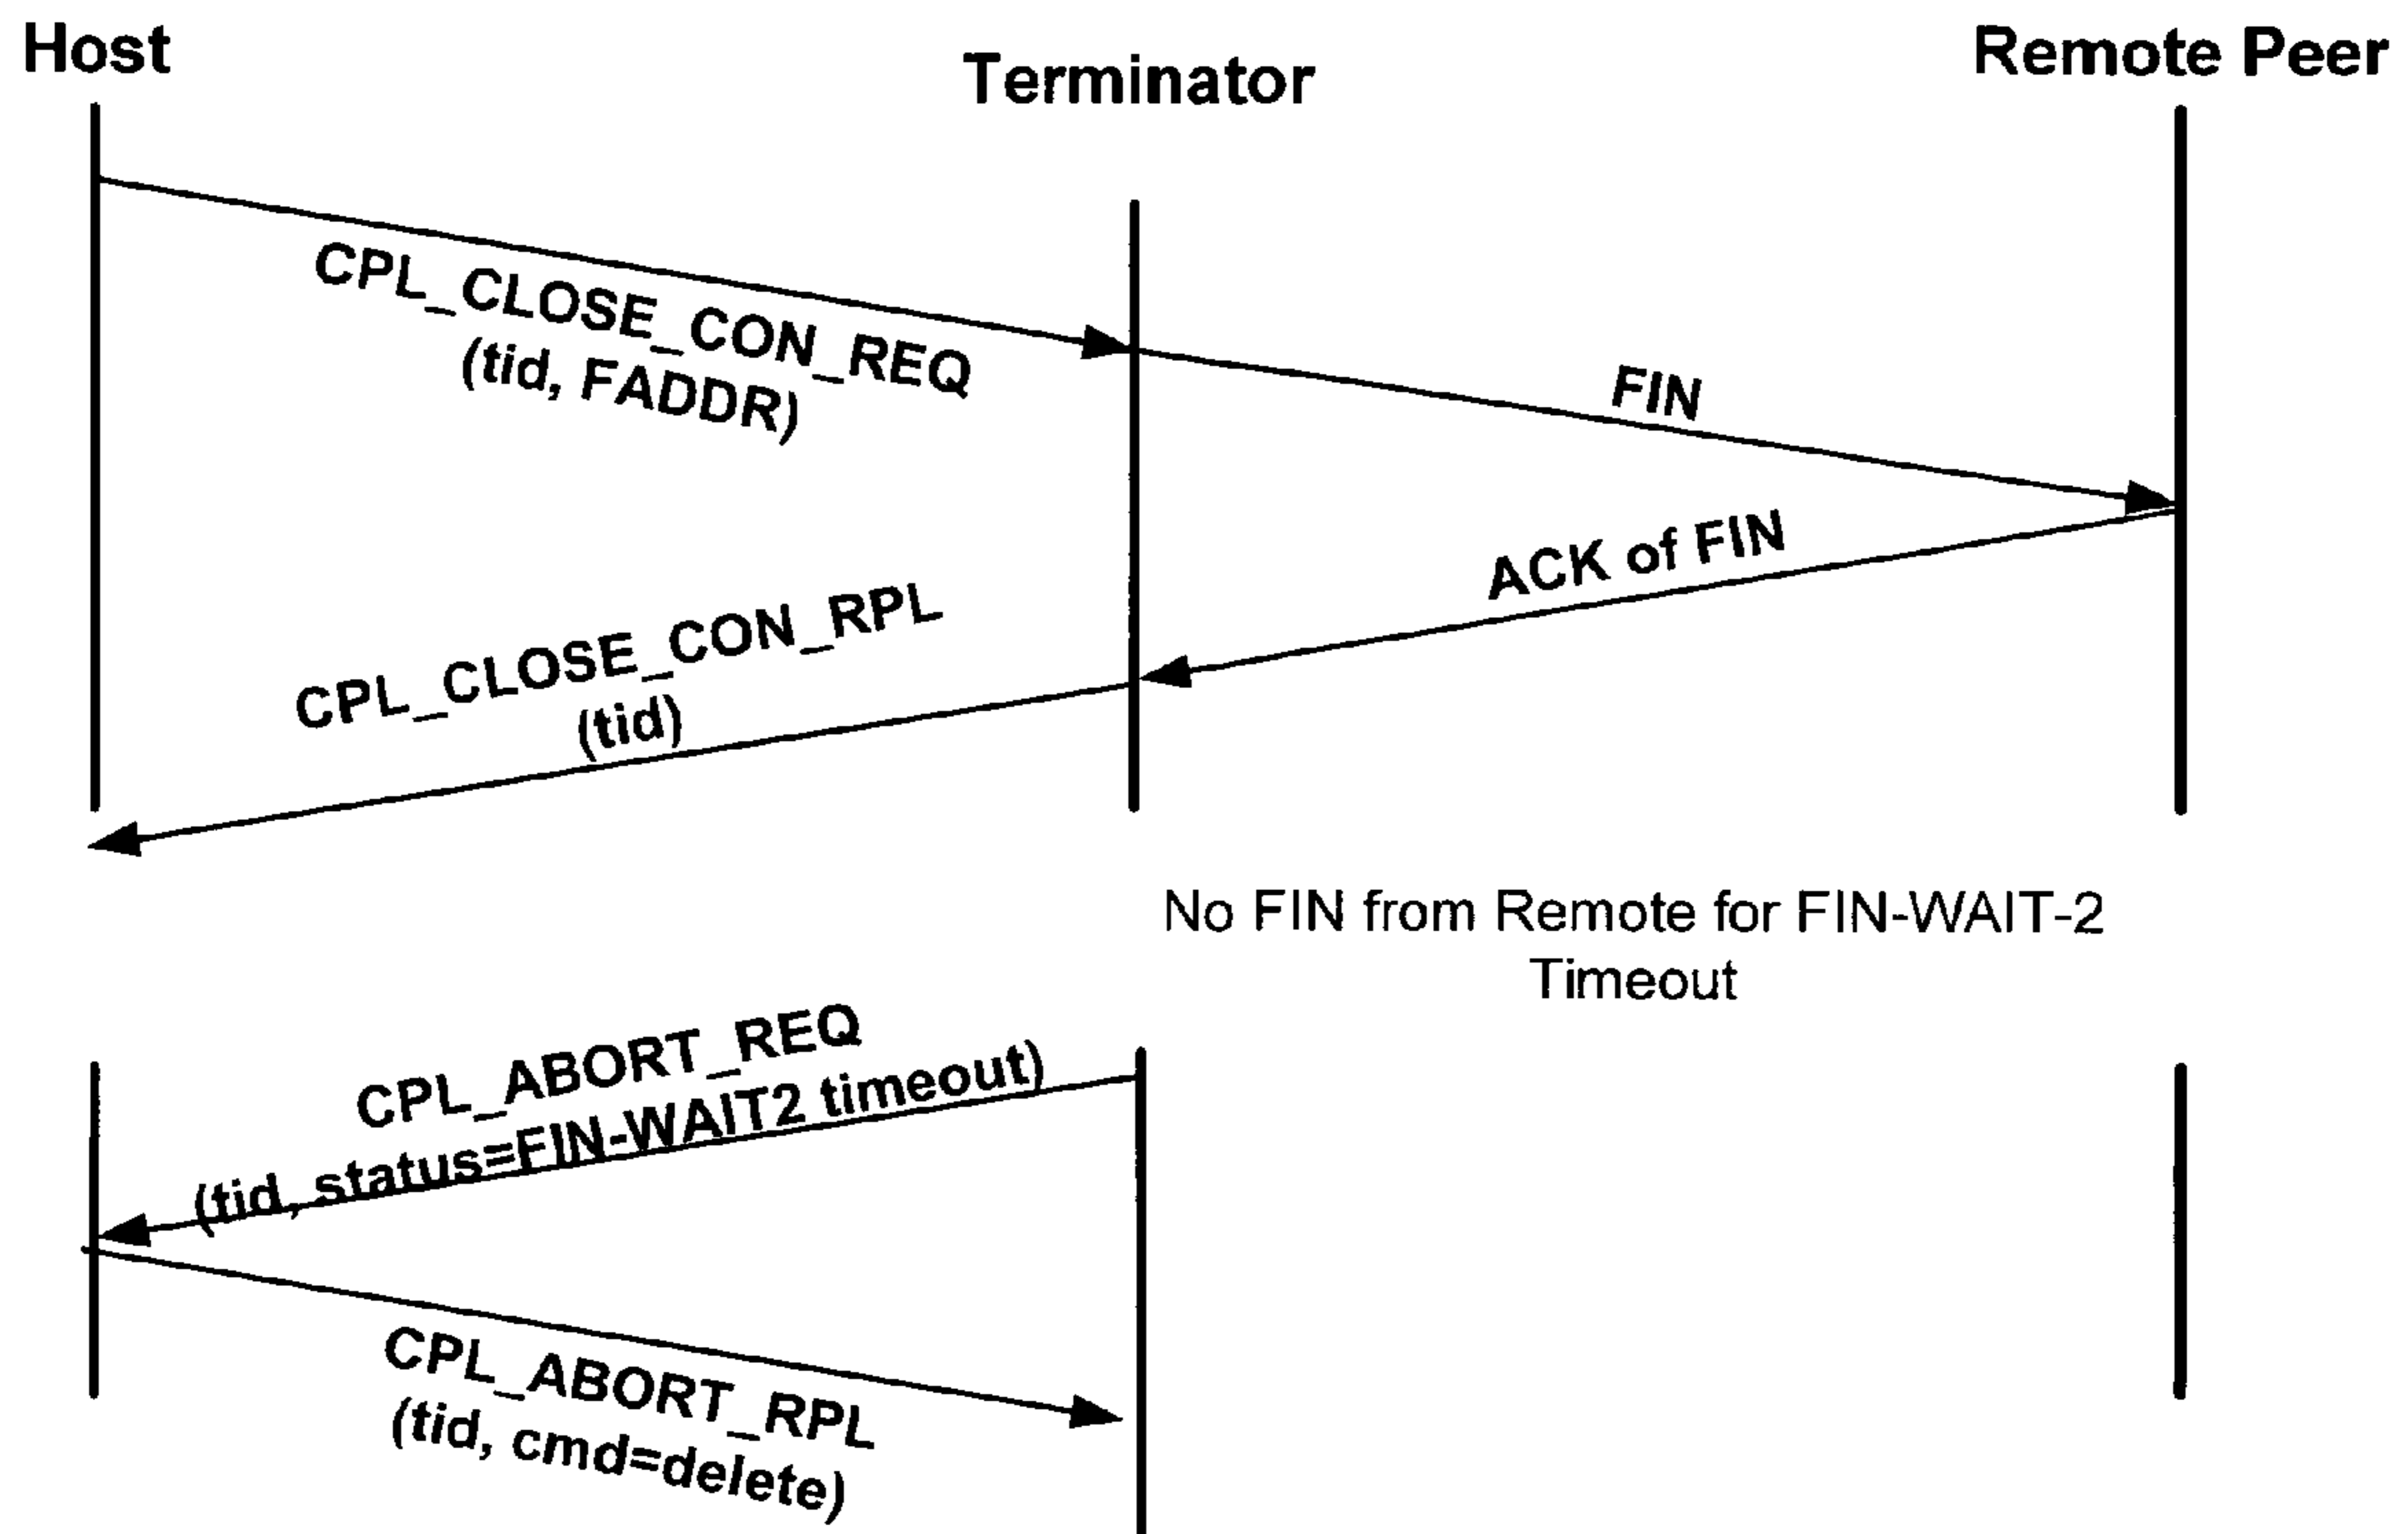 Host
Terminator
Remote Peer
CPL_CLOSE_CON_REQ
(tid, FADDR)
FIN
ACK of FIN
CPL_CLOSE_CON_RPL
(tid)
No FIN from Remote for FIN-WAIT-2
Timeout
CPL_ABORT_REQ
(tid, status=FIN-WAIT2 timeout)
CPL_ABORT_RPL
(tid, cmd=delete)